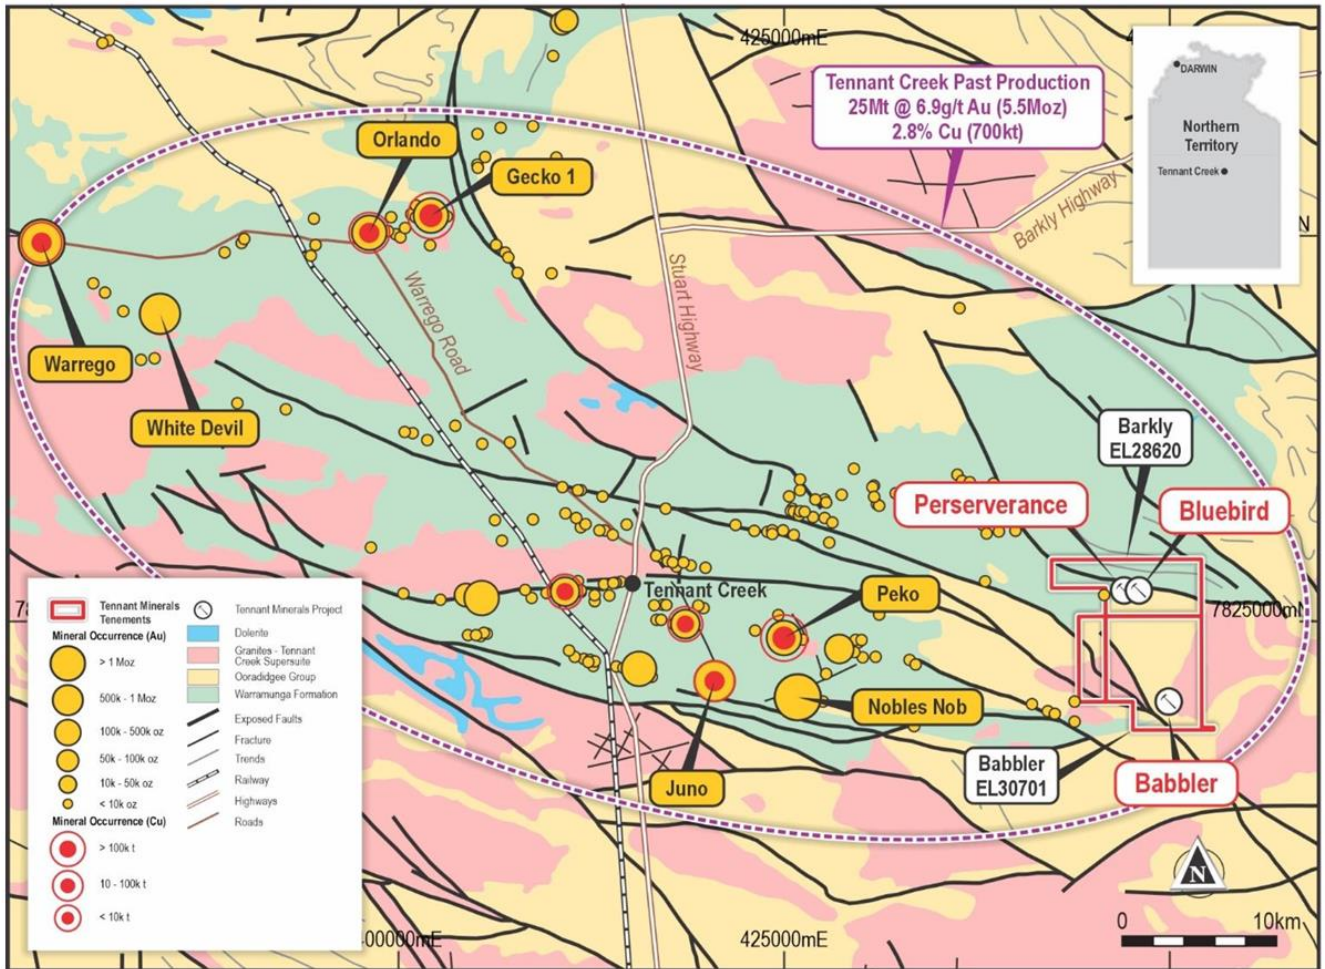 425000mE
4
DARWIN
Northern
Territory
Tennant Creek
Tennant Creek Past Production
25Mt @ 6.9g/t Au (5.5Moz)
2.8% Cu (700kt)
Orlando
Gecko 1
Barkly Highway
N
Stuart Highway
Warrego Road
Warrego
White Devil
Barkly
EL28620
Perserverance
Bluebird
Tennant Creek
Peko
78
7825000mN
Nobles Nob
Juno
Babbler
EL30701
Babbler
Tennant Minerals
Tenements
Mineral Occurrence (Au)
> 1 Moz
500k - 1 Moz
100k - 500k oz
50k - 100k oz
10k - 50k oz
< 10k oz
Mineral Occurrence (Cu)
> 100k t
10 - 100k t
< 10k t
Tennant Minerals Project
Dolerite
Granites - Tennant
Creek Supersuite
Ooradidgee Group
Warramunga Formation
Exposed Faults
Fracture
Trends
Railway
Highways
Roads
00000mE
425000mE
N
0 10km